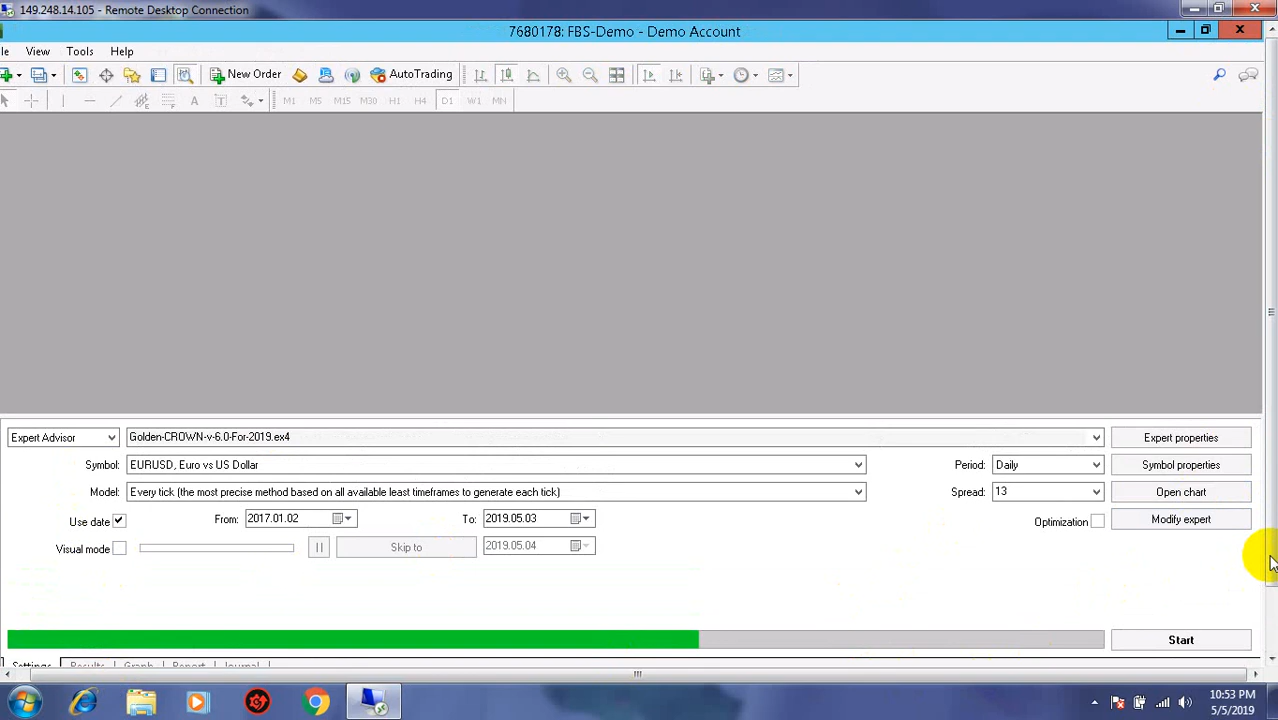 149.248.14.105 - Remote Desktop Connection
7680178: FBS-Demo - Demo Account
le View Tools Help
New Order AutoTrading
A T M1 M5 M15 M30 H1 H4 D1 W1 MN
Expert Advisor Golden-CROWN-v-6.0-For-2019.ex4 Expert properties
Symbol: EURUSD, Euro vs US Dollar Period: Daily Symbol properties
Model: Every tick (the most precise method based on all available least timeframes to generate each tick) Spread: 13 Open chart
Use date From: 2017.01.02 To: 2019.05.03 Optimization Modify expert
Visual mode Skip to 2019.05.04
Start
Settings Results Graph Report Journal
10:53 PM
5/5/2019